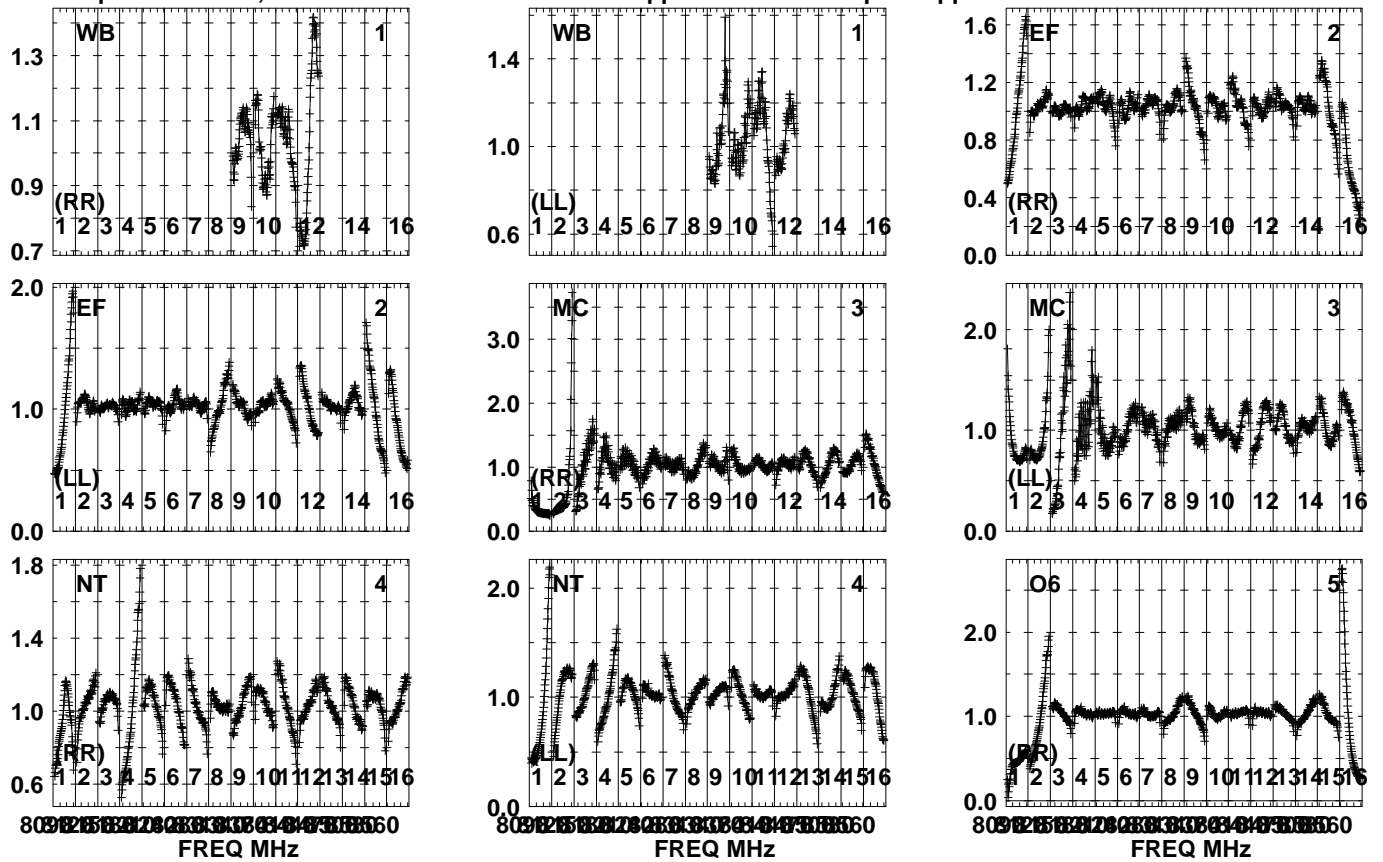 WB 1
1.3
1.1
0.9
0.7
(RR)
1 2 3 4 5 6 7 8 9 10 12 14 16
WB 1
1.4
1.0
0.6
(LL)
1 2 3 4 5 6 7 8 9 10 12 14 16
EF 2
1.6
1.2
0.8
0.4
0.0
(RR)
1 2 3 4 5 6 7 8 9 10 12 14 16
EF 2
2.0
1.0
0.0
(LL)
1 2 3 4 5 6 7 8 9 10 12 14 16
MC 3
3.0
2.0
1.0
0.0
(RR)
1 2 3 4 5 6 7 8 9 10 12 14 16
MC 3
2.0
1.0
0.0
(LL)
1 2 3 4 5 6 7 8 9 10 12 14 16
NT 4
1.8
1.4
1.0
0.6
(RR)
1 2 3 4 5 6 7 8 9 10 11 12 13 14 15 16
FREQ MHz
NT 4
2.0
1.0
0.0
(LL)
1 2 3 4 5 6 7 8 9 10 11 12 13 14 15 16
FREQ MHz
O6 5
2.0
1.0
0.0
(RR)
1 2 3 4 5 6 7 8 9 10 11 12 13 14 15 16
FREQ MHz